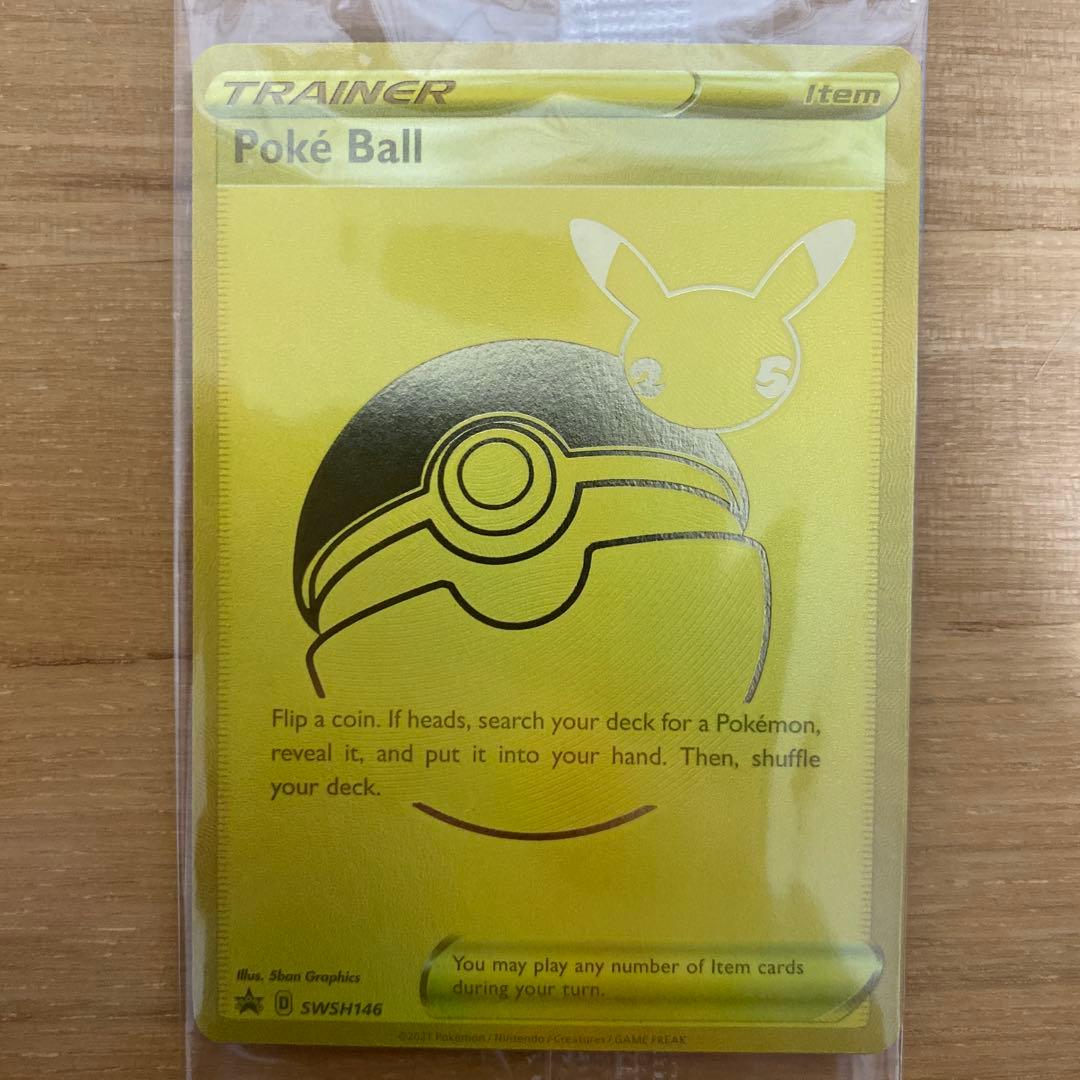 TRAINER
Item
Poké Ball
25
Flip a coin. If heads, search your deck for a Pokémon,
reveal it, and put it into your hand. Then, shuffle
your deck.
You may play any number of Item cards
during your turn.
Illus. 5ban Graphics
D SWSH146
©2021 Pokémon / Nintendo / Creatures / GAME FREAK